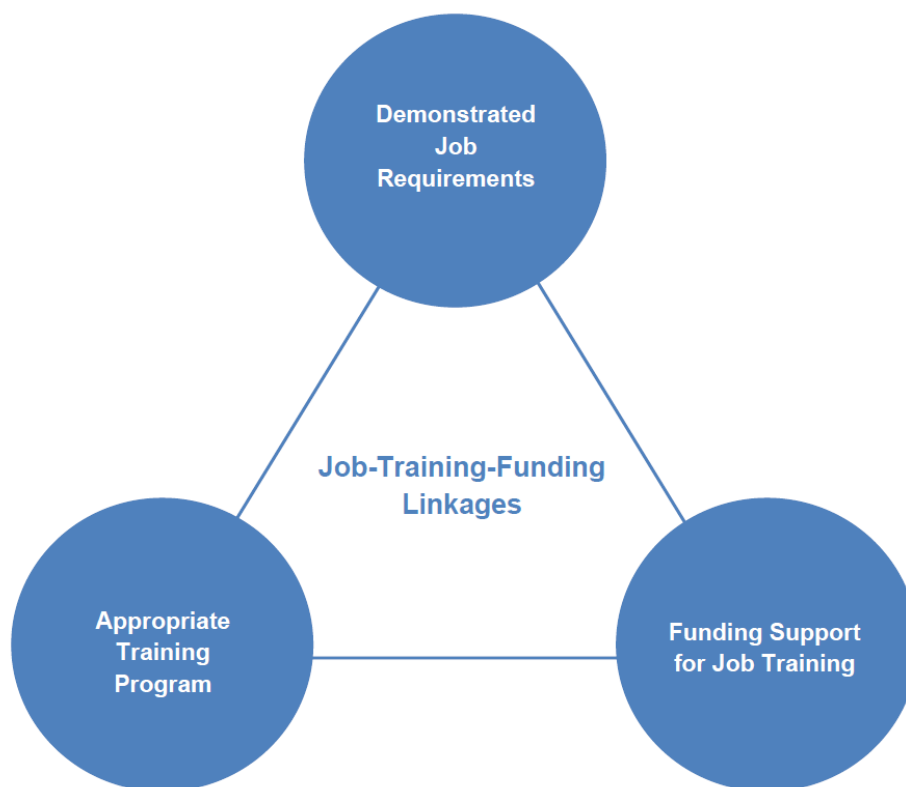 Demonstrated
Job
Requirements
Job-Training-Funding
Linkages
Appropriate
Training
Program
Funding Support
for Job Training